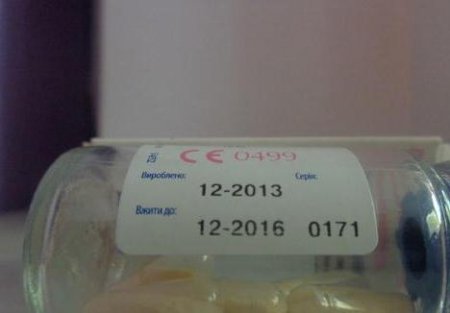 CE 0499
Вироблено: Серія:
12-2013
Вжити до:
12-2016 0171